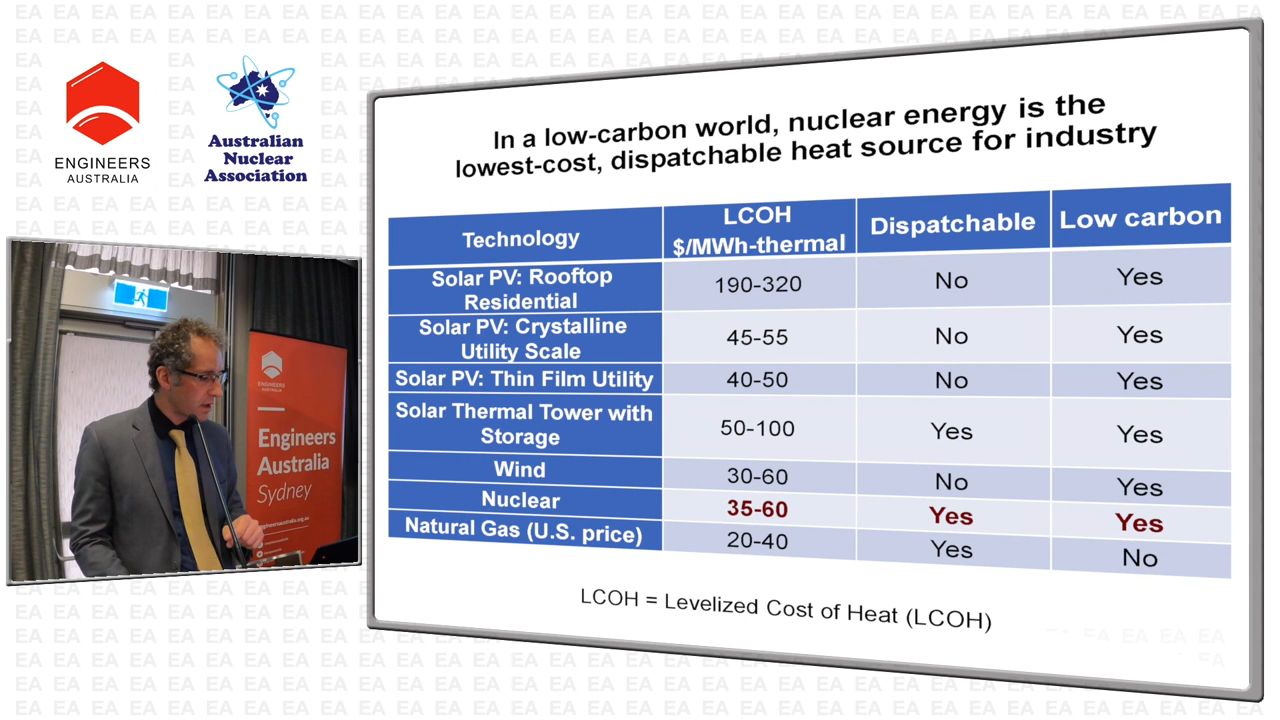 ENGINEERS
AUSTRALIA
Australian
Nuclear
Association
In a low-carbon world, nuclear energy is the
lowest-cost, dispatchable heat source for industry
Technology
LCOH
$/MWh-thermal
Dispatchable
Low carbon
Solar PV: Rooftop
Residential
190-320
No
Yes
Solar PV: Crystalline
Utility Scale
45-55
No
Yes
Solar PV: Thin Film Utility
40-50
No
Yes
Solar Thermal Tower with
Storage
50-100
Yes
Yes
Wind
30-60
No
Yes
Nuclear
35-60
Yes
Yes
Natural Gas (U.S. price)
20-40
Yes
No
LCOH = Levelized Cost of Heat (LCOH)
ENGINEERS
AUSTRALIA
Engineers
Australia
Sydney